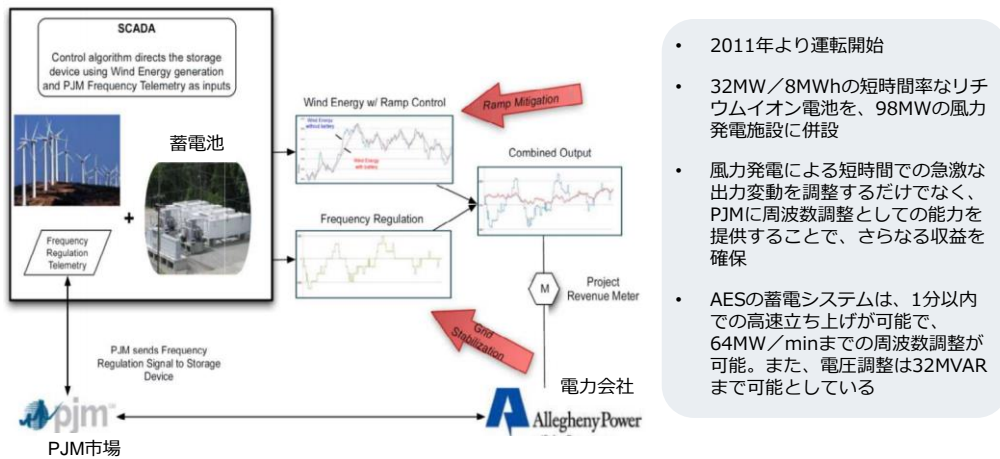 SCADA
Control algorithm directs the storage
device using Wind Energy generation
and PJM Frequency Telemetry as inputs
蓄電池
+
Frequency
Regulation
Telemetry
Wind Energy w/ Ramp Control
Wind Energy
without battery
Wind Energy
with battery
Ramp Mitigation
Frequency Regulation
Combined Output
M
Project
Revenue Meter
Grid
Stabilization
PJM sends Frequency
Regulation Signal to Storage
Device
pjm
PJM市場
電力会社
Allegheny Power
• 2011年より運転開始
• 32MW／8MWhの短時間率なリチ
ウムイオン電池を、98MWの風力
発電施設に併設
• 風力発電による短時間での急激な
出力変動を調整するだけでなく、
PJMに周波数調整としての能力を
提供することで、さらなる収益を
確保
• AESの蓄電システムは、1分以内
での高速立ち上げが可能で、
64MW／minまでの周波数調整が
可能。また、電圧調整は32MVAR
まで可能としている